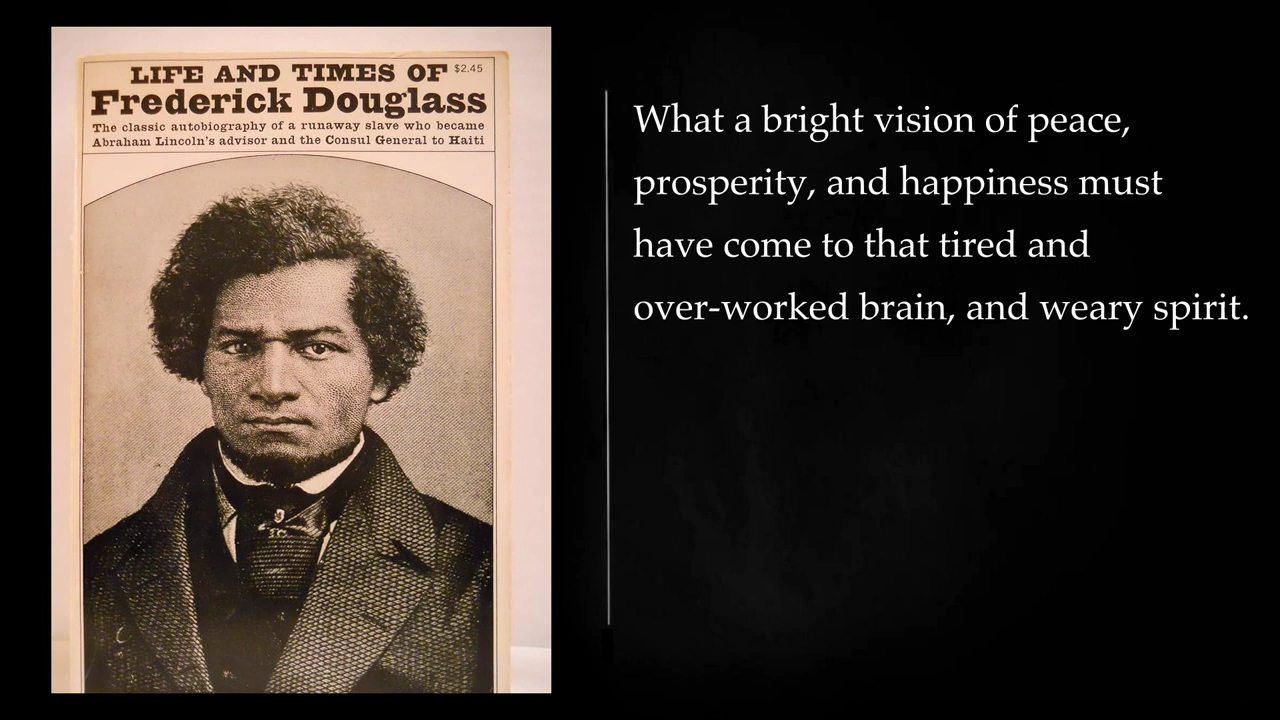 LIFE AND TIMES OF $2.45
Frederick Douglass
The classic autobiography of a runaway slave who became
Abraham Lincoln's advisor and the Consul General to Haiti
What a bright vision of peace,
prosperity, and happiness must
have come to that tired and
over-worked brain, and weary spirit.